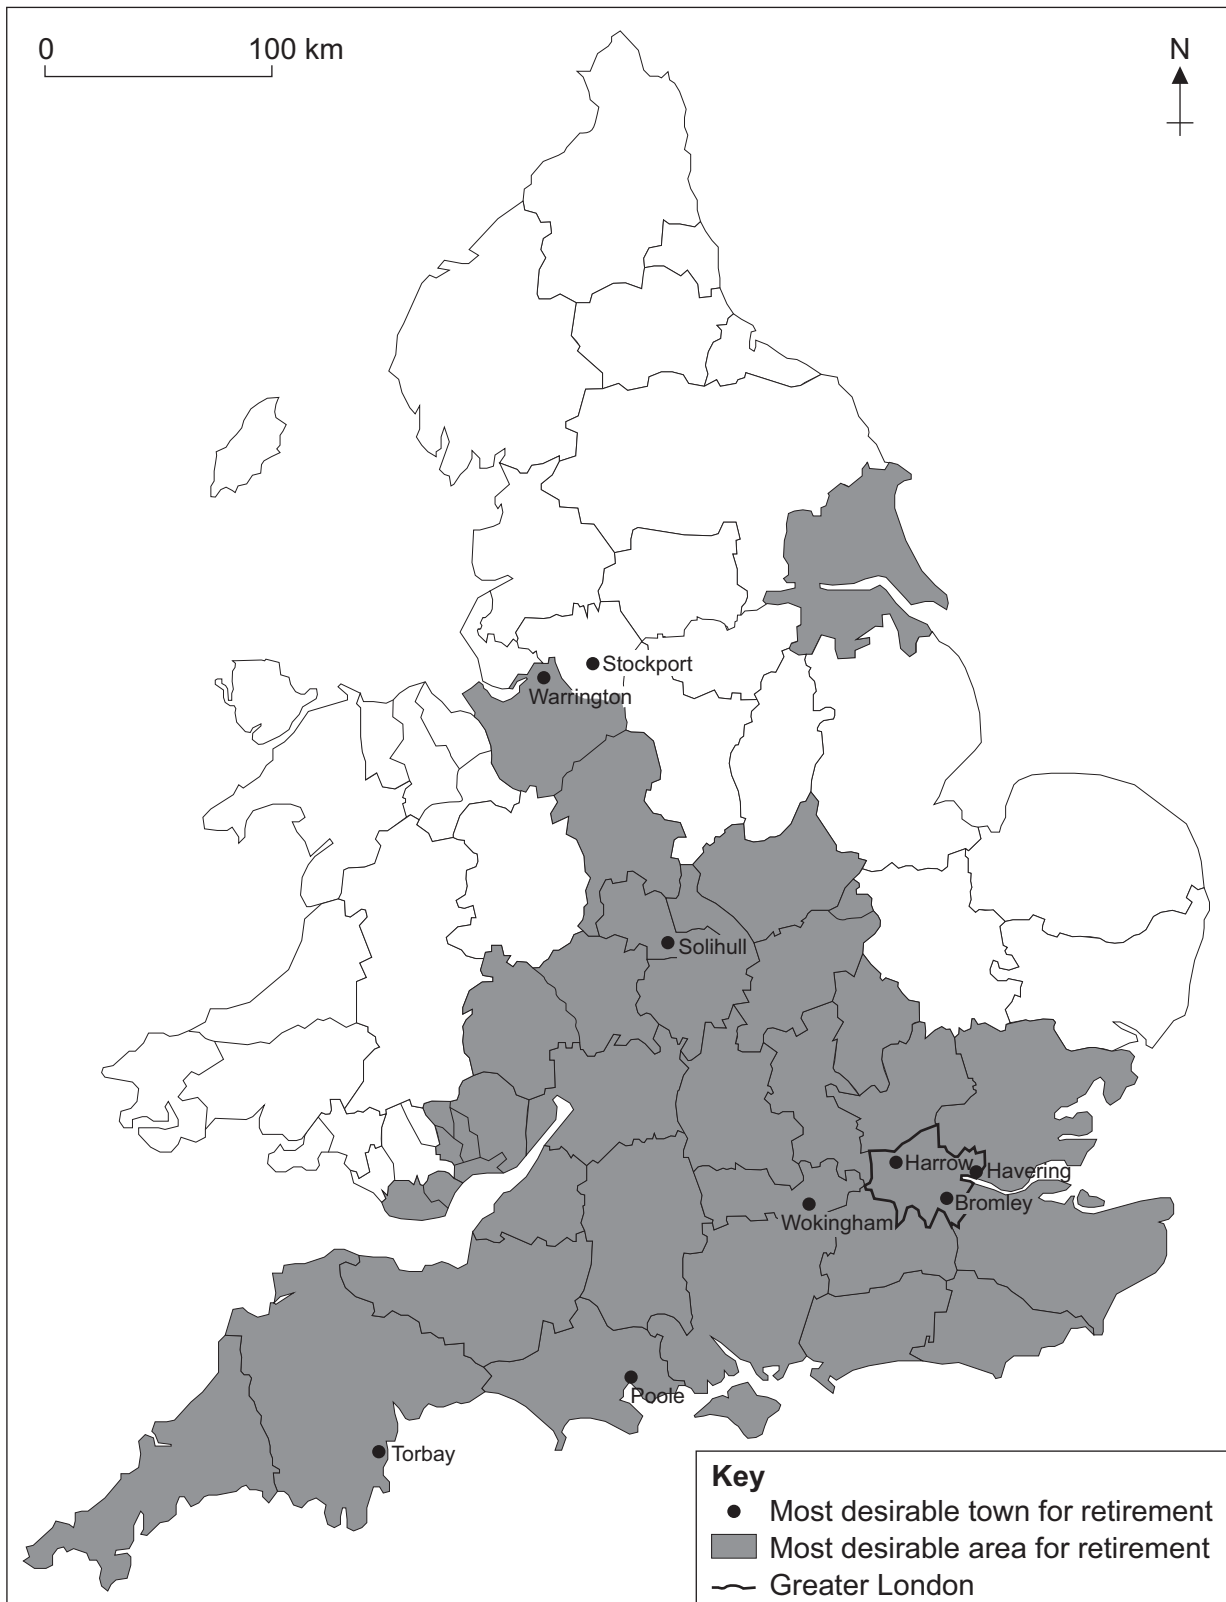 0 100 km
N
Stockport
Warrington
Solihull
Harrow
Havering
Bromley
Wokingham
Poole
Torbay
Key
Most desirable town for retirement
Most desirable area for retirement
Greater London